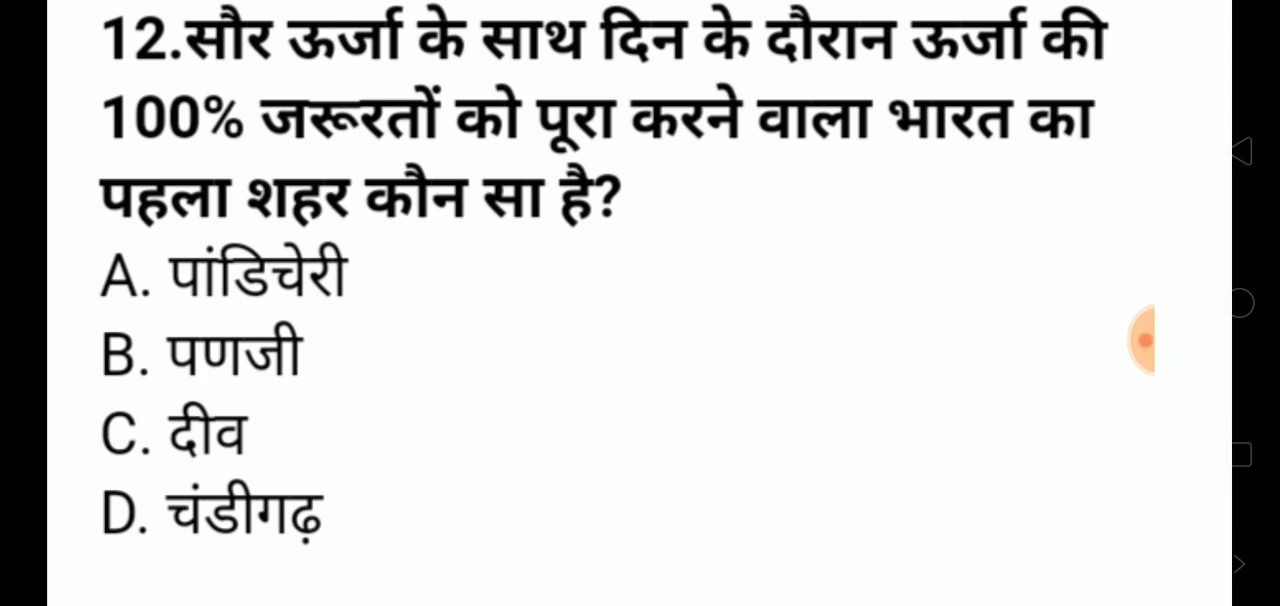 12.सौर ऊर्जा के साथ दिन के दौरान ऊर्जा की
100% जरूरतों को पूरा करने वाला भारत का
पहला शहर कौन सा है?
A. पांडिचेरी
B. पणजी
C. दीव
D. चंडीगढ़